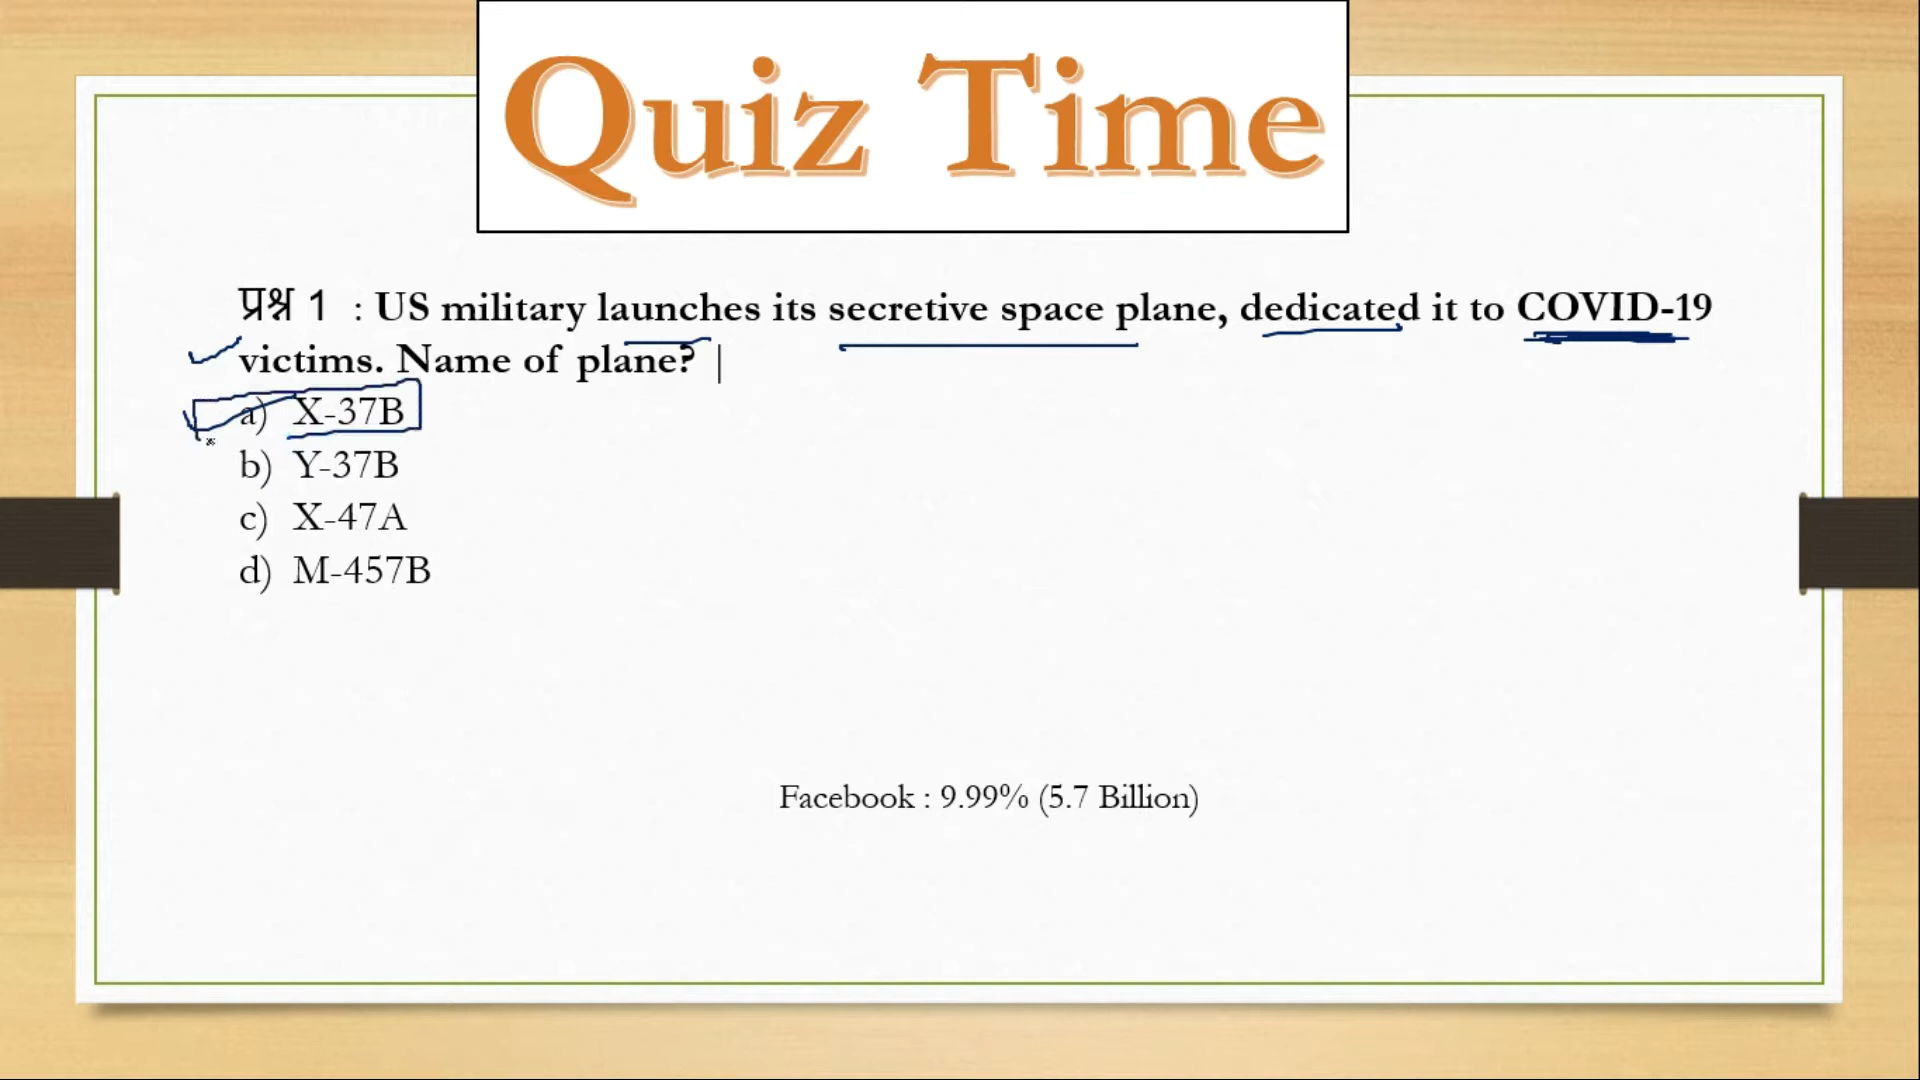 Quiz Time
प्रश्न 1 : US military launches its secretive space plane, dedicated it to COVID-19
victims. Name of plane? |
a) X-37B
b) Y-37B
c) X-47A
d) M-457B
Facebook : 9.99% (5.7 Billion)